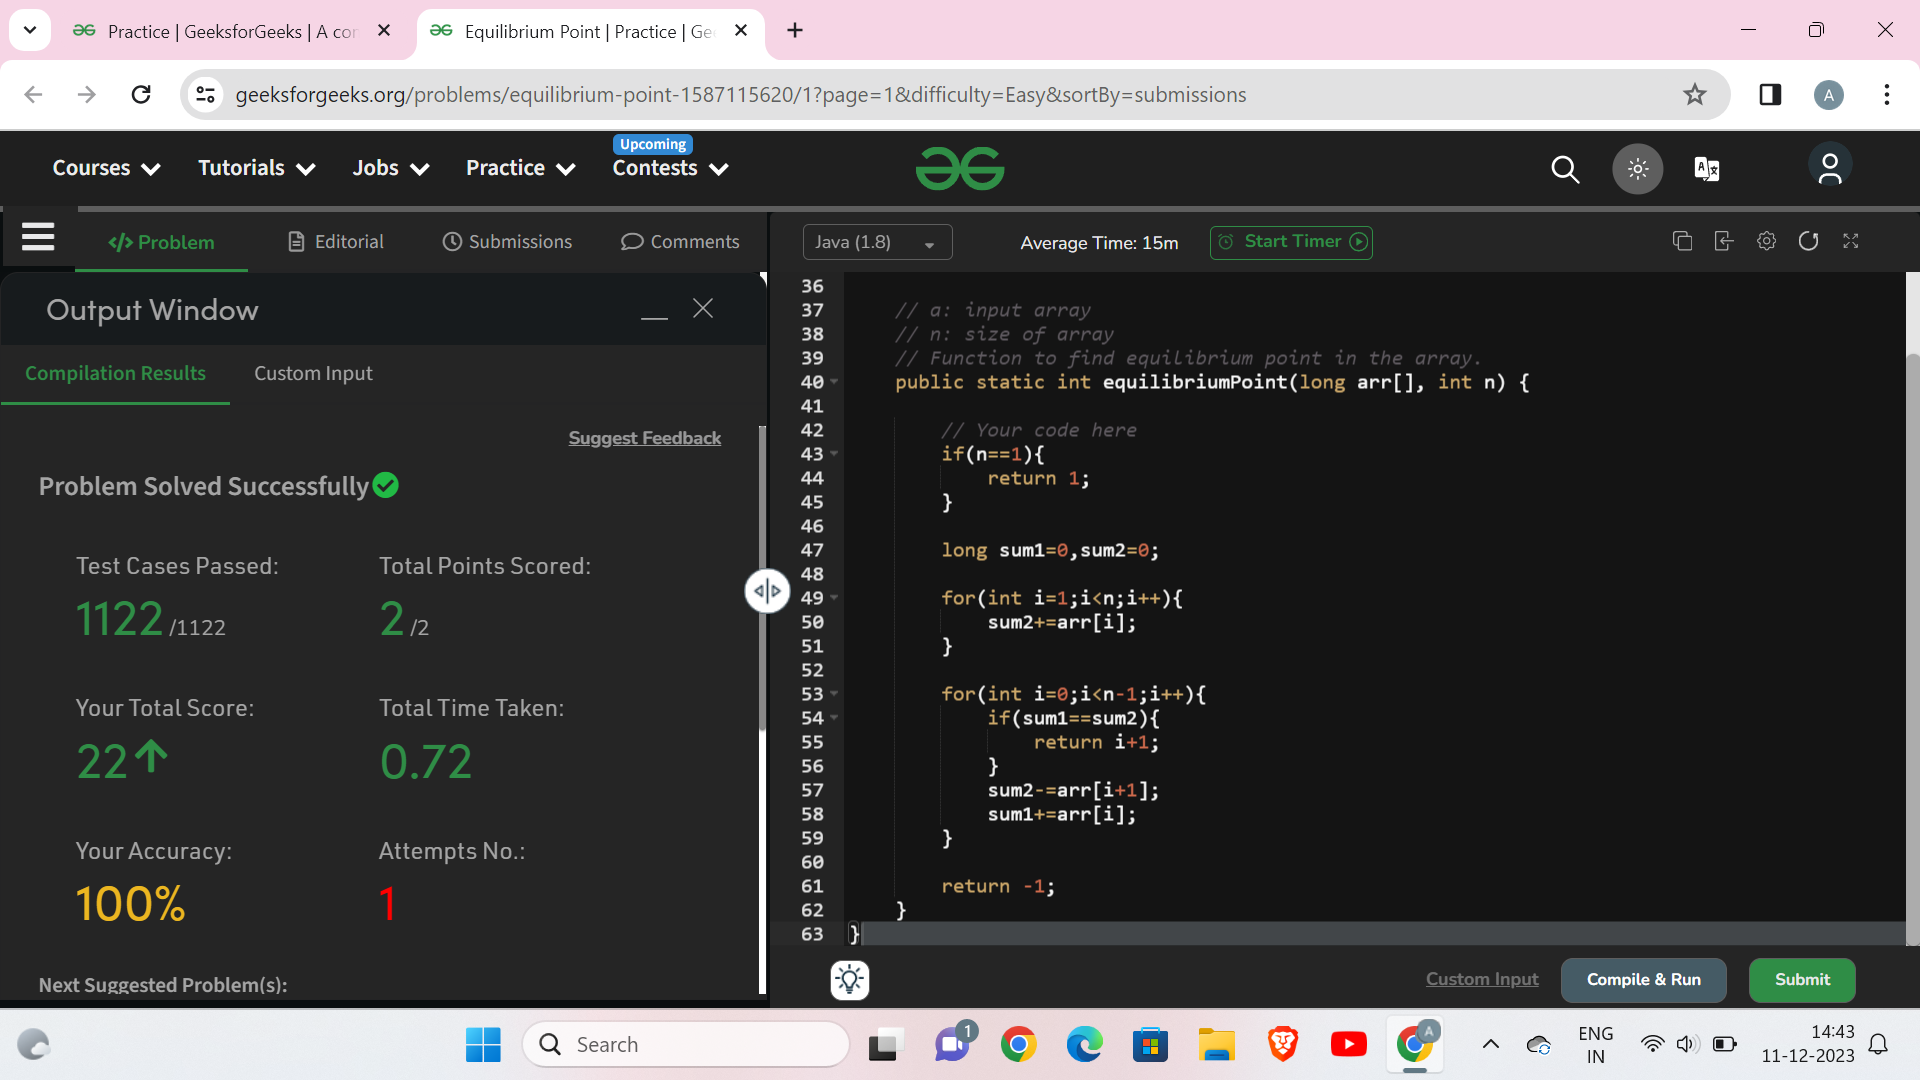 Practice | GeeksforGeeks | A co
Equilibrium Point | Practice | Ge
geeksforgeeks.org/problems/equilibrium-point-1587115620/1?page=1&difficulty=Easy&sortBy=submissions
A
Courses
Tutorials
Jobs
Practice
Upcoming
Contests
</> Problem
Editorial
Submissions
Comments
Java (1.8)
Average Time: 15m
Start Timer
Output Window
Compilation Results
Custom Input
Suggest Feedback
Problem Solved Successfully
Test Cases Passed:
1122 /1122
Total Points Scored:
2 /2
Your Total Score:
22
Total Time Taken:
0.72
Your Accuracy:
100%
Attempts No.:
1
Next Suggested Problem(s):
36
37 // a: input array
38 // n: size of array
39 // Function to find equilibrium point in the array.
40 public static int equilibriumPoint(long arr[], int n) {
41
42 // Your code here
43 if(n==1){
44 return 1;
45 }
46
47 long sum1=0,sum2=0;
48
49 for(int i=1;i<n;i++){
50 sum2+=arr[i];
51 }
52
53 for(int i=0;i<n-1;i++){
54 if(sum1==sum2){
55 return i+1;
56 }
57 sum2-=arr[i+1];
58 sum1+=arr[i];
59 }
60
61 return -1;
62 }
63 }
Custom Input
Compile & Run
Submit
Search
1
A
ENG
IN
14:43
11-12-2023